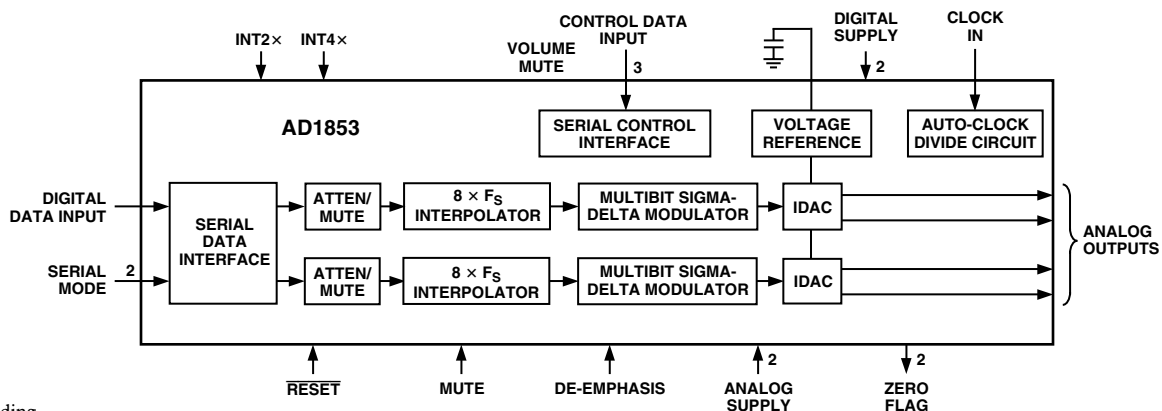 INT2× INT4×
VOLUME
MUTE
CONTROL DATA
INPUT
3
DIGITAL
SUPPLY
2
CLOCK
IN
AD1853
SERIAL CONTROL
INTERFACE
VOLTAGE
REFERENCE
AUTO-CLOCK
DIVIDE CIRCUIT
DIGITAL
DATA INPUT
SERIAL
MODE
2
SERIAL
DATA
INTERFACE
ATTEN/
MUTE
8 × FS
INTERPOLATOR
MULTIBIT SIGMA-
DELTA MODULATOR
IDAC
ATTEN/
MUTE
8 × FS
INTERPOLATOR
MULTIBIT SIGMA-
DELTA MODULATOR
IDAC
ANALOG
OUTPUTS
RESET
MUTE
DE-EMPHASIS
2
ANALOG
SUPPLY
2
ZERO
FLAG